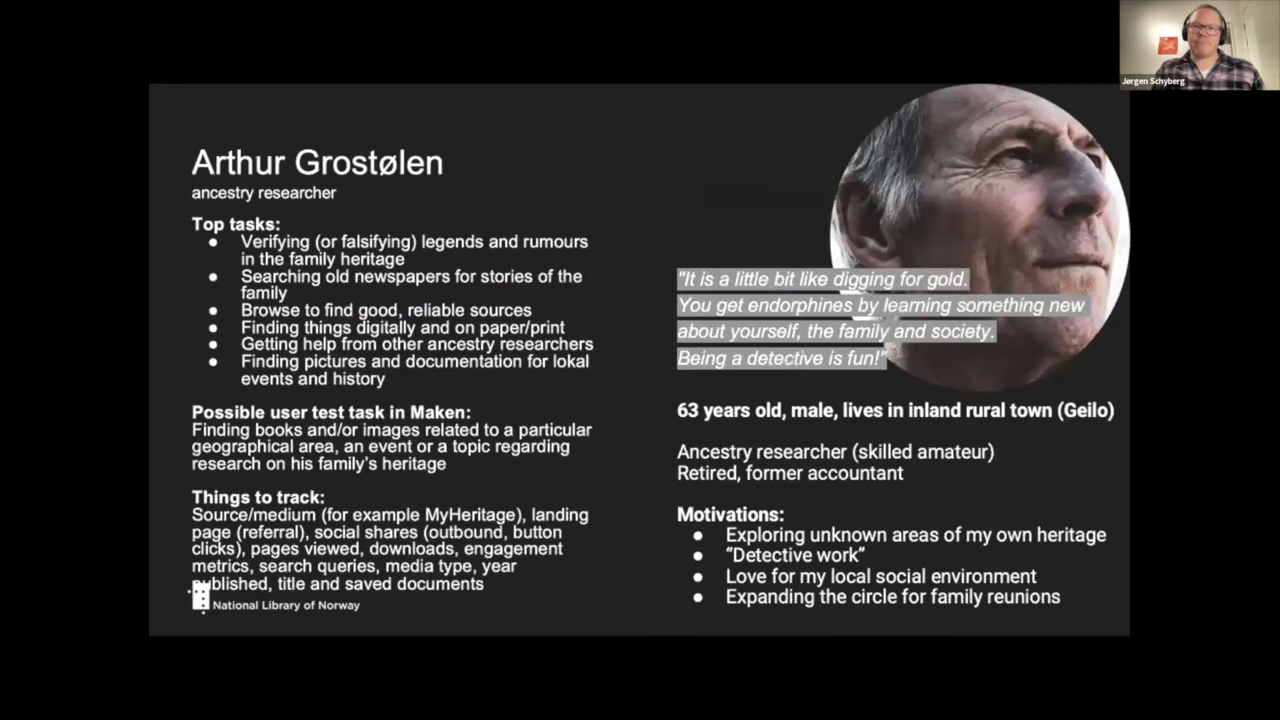 Jørgen Schyberg
Arthur Grostølen
ancestry researcher
Top tasks:
● Verifying (or falsifying) legends and rumours
in the family heritage
● Searching old newspapers for stories of the
family
● Browse to find good, reliable sources
● Finding things digitally and on paper/print
● Getting help from other ancestry researchers
● Finding pictures and documentation for lokal
events and history
Possible user test task in Maken:
Finding books and/or images related to a particular
geographical area, an event or a topic regarding
research on his family's heritage
Things to track:
Source/medium (for example MyHeritage), landing
page (referral), social shares (outbound, button
clicks), pages viewed, downloads, engagement
metrics, search queries, media type, year
published, title and saved documents
National Library of Norway
"It is a little bit like digging for gold.
You get endorphines by learning something new
about yourself, the family and society.
Being a detective is fun!"
63 years old, male, lives in inland rural town (Geilo)
Ancestry researcher (skilled amateur)
Retired, former accountant
Motivations:
● Exploring unknown areas of my own heritage
● “Detective work”
● Love for my local social environment
● Expanding the circle for family reunions